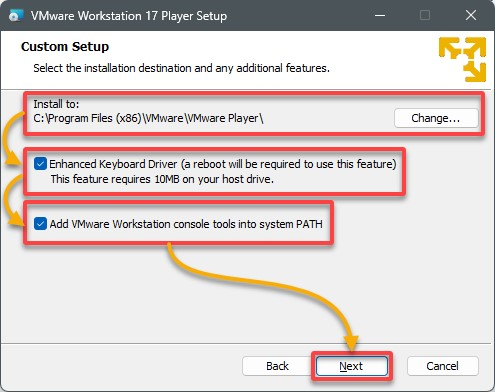 VMware Workstation 17 Player Setup
Custom Setup
Select the installation destination and any additional features.
Install to:
C:\Program Files (x86)\VMware\VMware Player\
Change...
Enhanced Keyboard Driver (a reboot will be required to use this feature)
This feature requires 10MB on your host drive.
Add VMware Workstation console tools into system PATH
Back
Next
Cancel